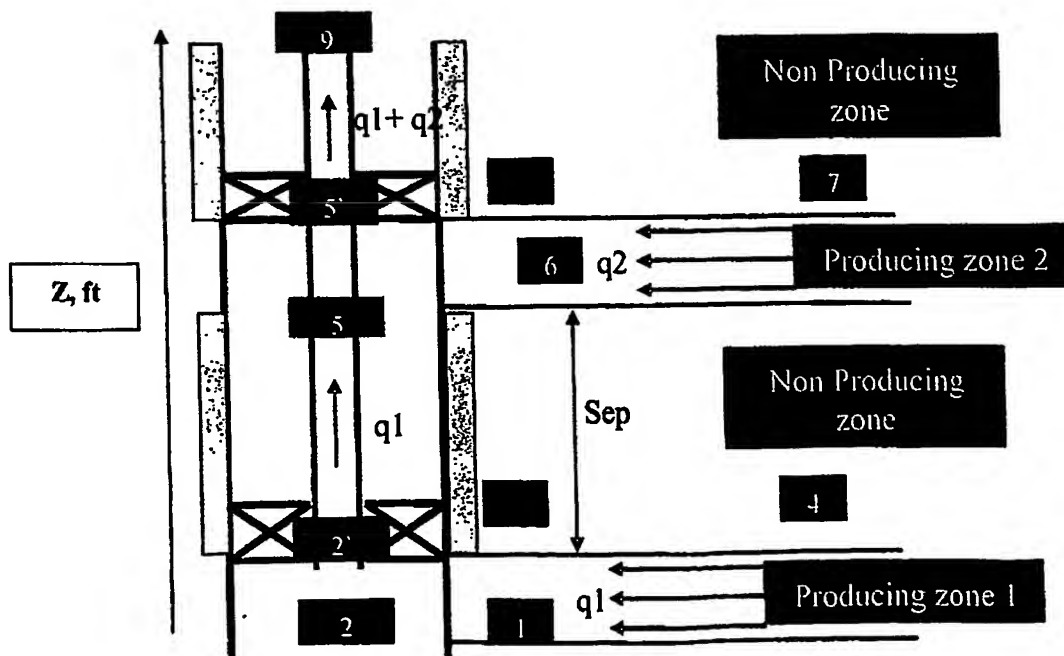 9
Non Producing
zone
q1+ q2
7
5`
6
q2
Producing zone 2
Z, ft
5
Non Producing
zone
Sep
q1
4
2`
q1
Producing zone 1
2
1